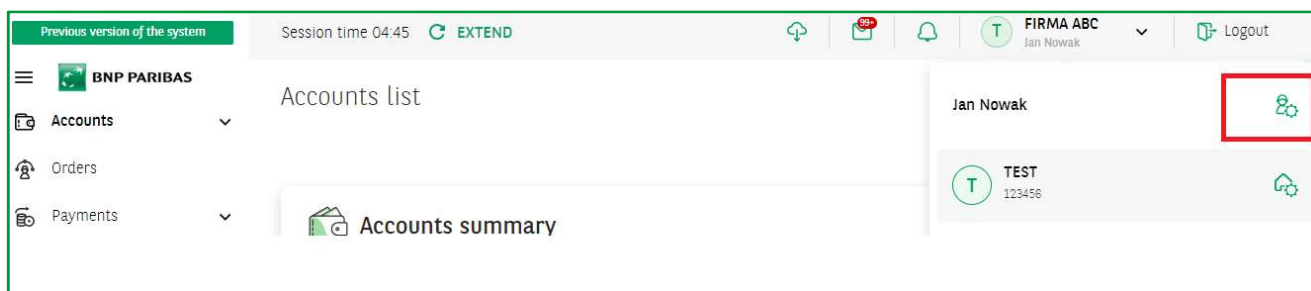 Previous version of the system
Session time 04:45 EXTEND
99+
T
FIRMA ABC
Jan Nowak
Logout
BNP PARIBAS
Accounts list
Jan Nowak
Accounts
Orders
TEST
T
123456
Payments
Accounts summary